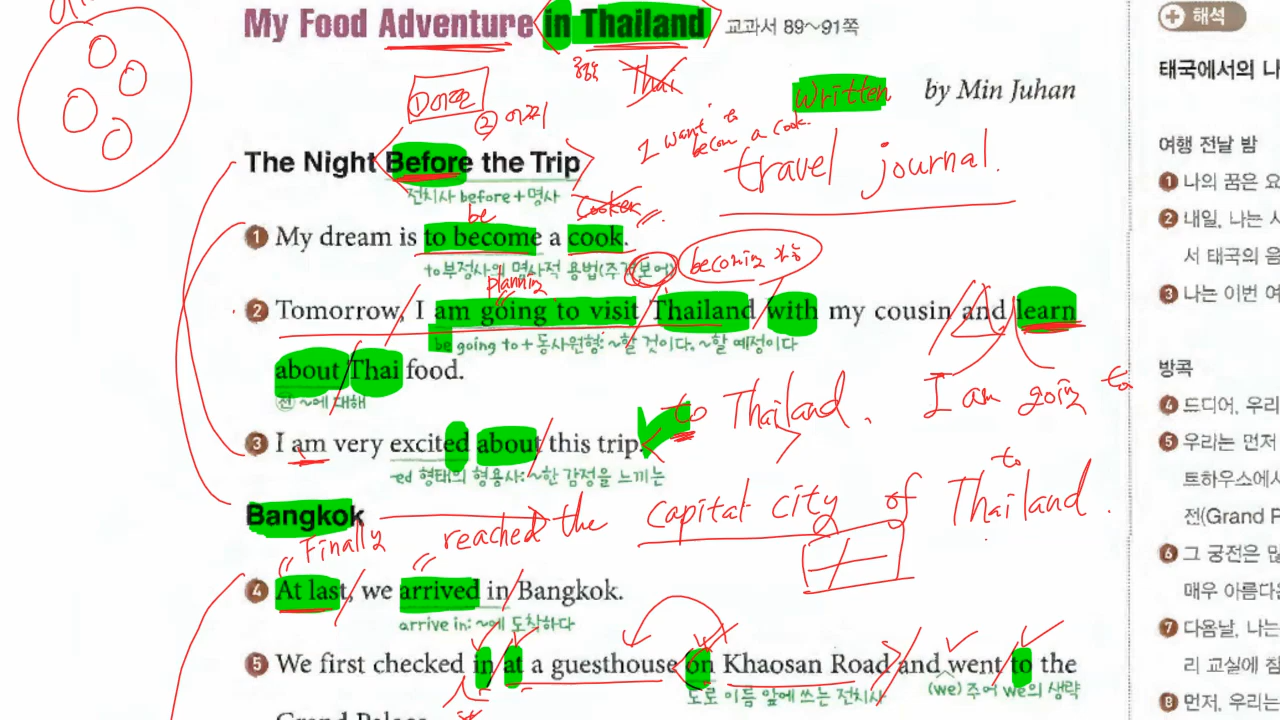 My Food Adventure in Thailand 교과서 89~91쪽
Thai
Written by Min Juhan
①
②
I want to
becom a cook.
travel journal.
The Night Before the Trip
전치사 before+명사
be
Cooker
① My dream is to become a cook.
to부정사의 명사적 용법(주격 보어)
becoming 가능
planning
② Tomorrow, I am going to visit Thailand with my cousin and learn
be going to+동사원형: ~할 것이다, ~할 예정이다
about Thai food.
전 ~에 대해
to Thailand.
I am going to
③ I am very excited about this trip.
-ed 형태의 형용사: ~한 감정을 느끼는
to
Bangkok
the capital city of Thailand.
Finally
reached
④ At last, we arrived in Bangkok.
arrive in: ~에 도착하다
⑤ We first checked in at a guesthouse on Khaosan Road and went to the
도로 이름 앞에 쓰는 전치사
(we) 주어 we의 생략
Grand Palace.
해석
태국에서의 나
여행 전날 밤
① 나의 꿈은 요
② 내일, 나는 사
서 태국의 음
③ 나는 이번 여
방콕
④ 드디어, 우리
⑤ 우리는 먼저
트하우스에서
전(Grand P
⑥ 그 궁전은 많
매우 아름다
⑦ 다음날, 나는
리 교실에 참
⑧ 먼저, 우리는